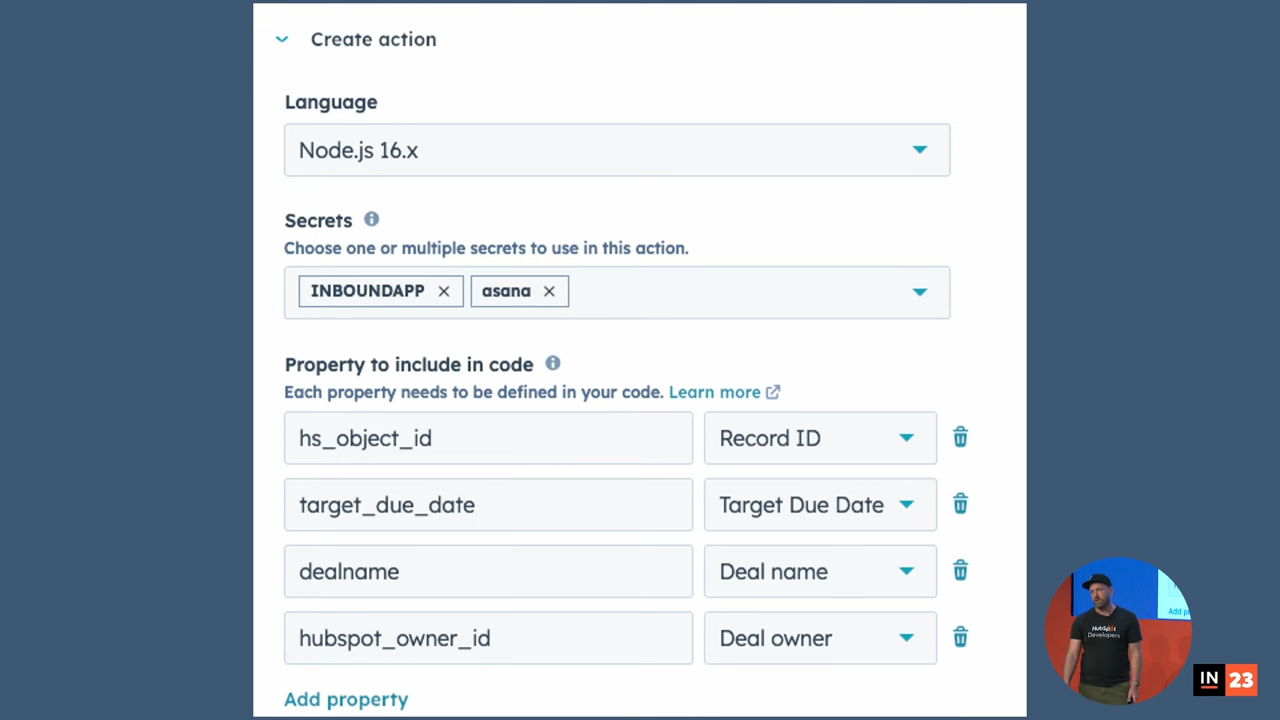 Create action
Language
Node.js 16.x
Secrets
Choose one or multiple secrets to use in this action.
INBOUNDAPP × asana ×
Property to include in code
Each property needs to be defined in your code. Learn more
hs_object_id Record ID
target_due_date Target Due Date
dealname Deal name
hubspot_owner_id Deal owner
Add property
HubSpot
Developers
IN 23